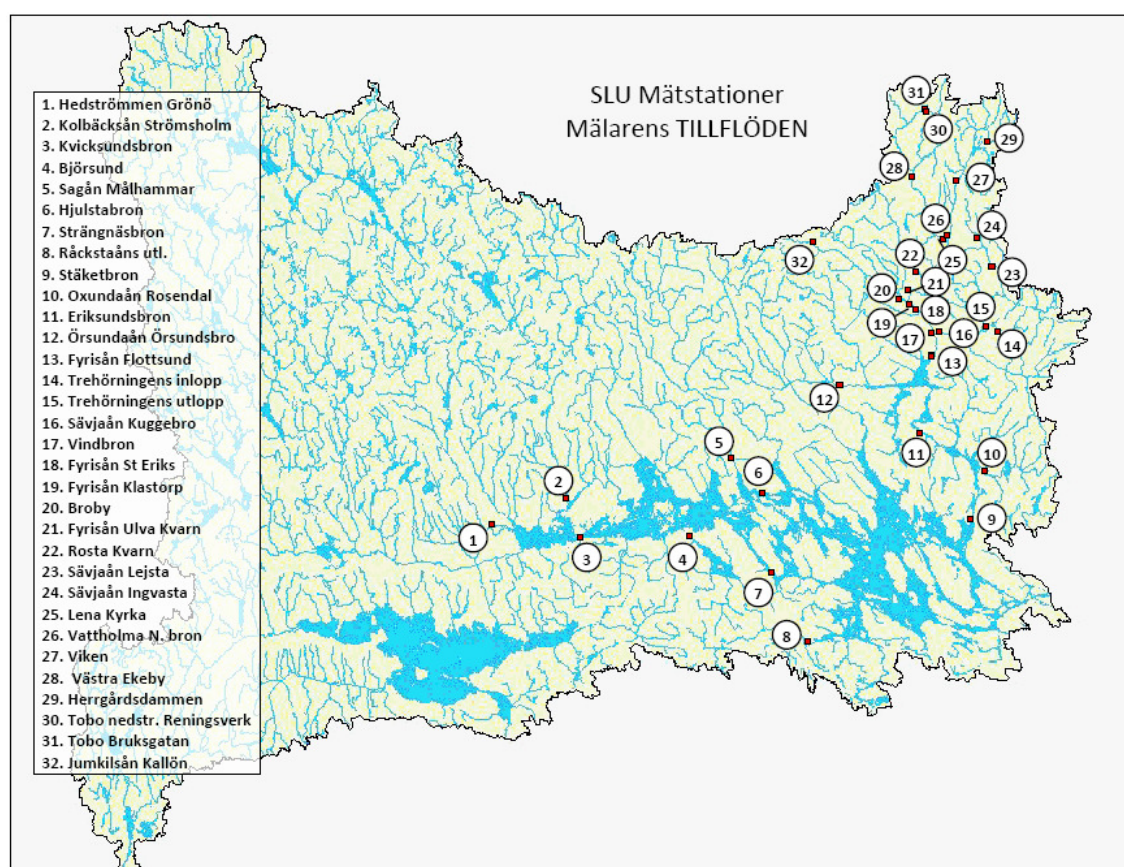 SLU Mätstationer
Mälarens TILLFLÖDEN
1. Hedströmmen Grönö
2. Kolbäcksån Strömsholm
3. Kvicksundsbron
4. Björsund
5. Sagån Målhammar
6. Hjulstabron
7. Strängnäsbron
8. Råckstaåns utl.
9. Stäketbron
10. Oxundaån Rosendal
11. Eriksundsbron
12. Örsundaån Örsundsbro
13. Fyrisån Flottsund
14. Trehörningens inlopp
15. Trehörningens utlopp
16. Sävjaån Kuggebro
17. Vindbron
18. Fyrisån St Eriks
19. Fyrisån Klastorp
20. Broby
21. Fyrisån Ulva Kvarn
22. Rosta Kvarn
23. Sävjaån Lejsta
24. Sävjaån Ingvasta
25. Lena Kyrka
26. Vattholma N. bron
27. Viken
28. Västra Ekeby
29. Herrgårdsdammen
30. Tobo nedstr. Reningsverk
31. Tobo Bruksgatan
32. Jumkilsån Kallön
31
30
29
28
27
26
24
32
22
25
23
21
20
15
18
19
17
16
14
13
12
5
11
10
6
2
9
1
3
4
7
8